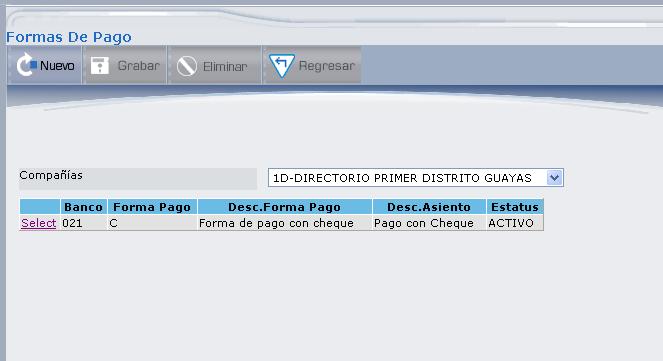 Formas De Pago
Nuevo Grabar Eliminar Regresar
Compañías 1D-DIRECTORIO PRIMER DISTRITO GUAYAS
Banco Forma Pago Desc.Forma Pago Desc.Asiento Estatus
Select 021 C Forma de pago con cheque Pago con Cheque ACTIVO